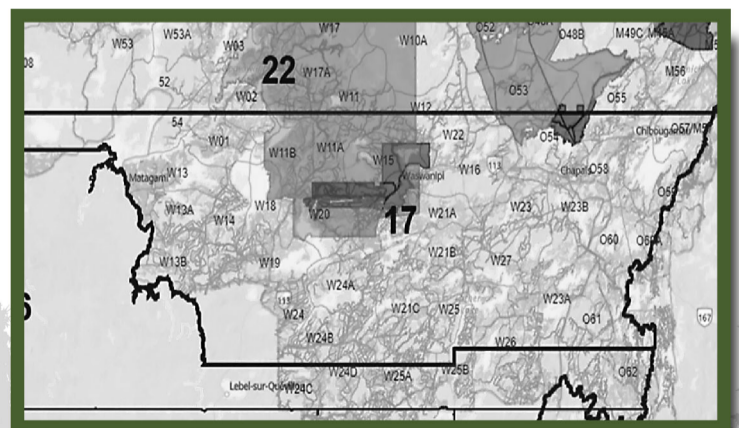 W17
O52
O48B
M49C
W53
W53A
W03
W10A
M56
22
W17A
52
O53
O55
W02
W11
W12
54
W22
O54
Chibougamau
O57/M5
W01
W11B
W11A
W15
W16
113
Chapais
O58
Matagami
W13
Waswanipi
W13A
W14
W18
W20
17
W21A
W23
W23B
O60
W21B
W13B
W19
W27
W24A
113
W24
W21C
W25
W23A
O61
167
W24B
W26
W24D
W25A
W25B
O62
Lebel-sur-Quévillon
W24C